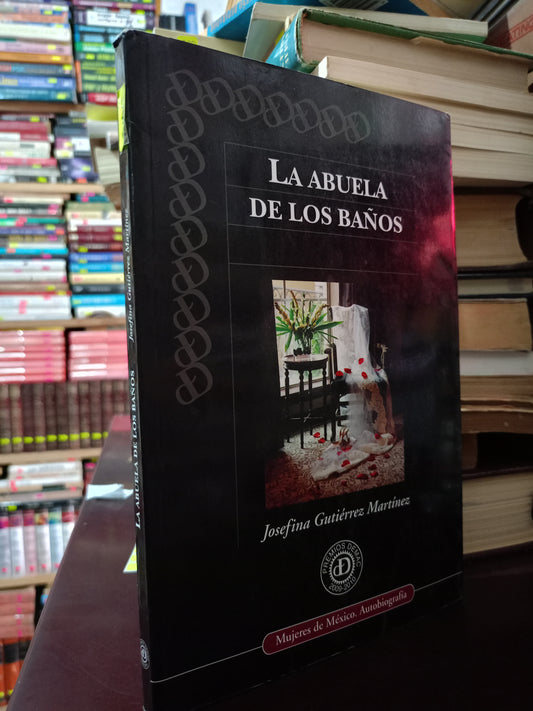 LA ABUELA
DE LOS BAÑOS
Josefina Gutiérrez Martínez
PREMIOS DEMAC
2009-2010
Mujeres de México. Autobiografía
LA ABUELA DE LOS BAÑOS
Josefina Gutiérrez Martínez